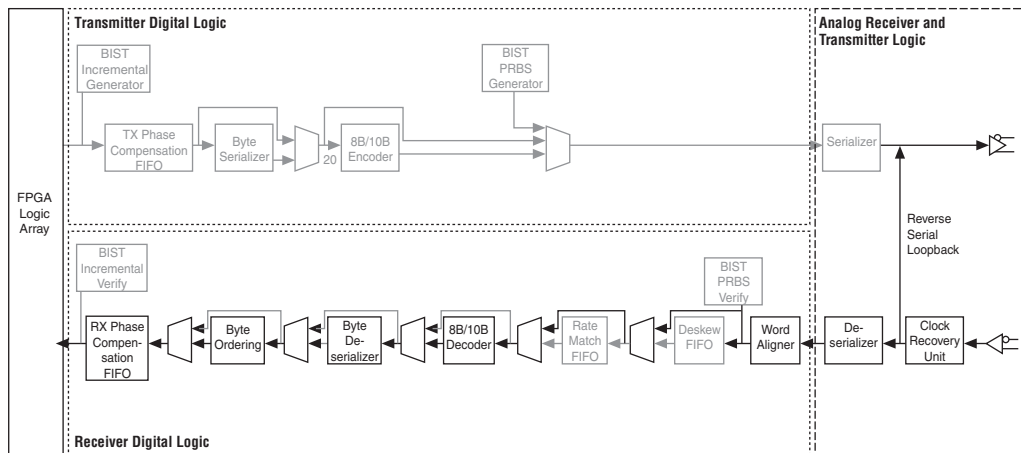 Transmitter Digital Logic
Analog Receiver and
Transmitter Logic
BIST
Incremental
Generator
BIST
PRBS
Generator
TX Phase
Compensation
FIFO
Byte
Serializer
20
8B/10B
Encoder
Serializer
FPGA
Logic
Array
Reverse
Serial
Loopback
BIST
Incremental
Verify
BIST
PRBS
Verify
RX Phase
Compen-
sation
FIFO
Byte
Ordering
Byte
De-
serializer
8B/10B
Decoder
Rate
Match
FIFO
Deskew
FIFO
Word
Aligner
De-
serializer
Clock
Recovery
Unit
Receiver Digital Logic